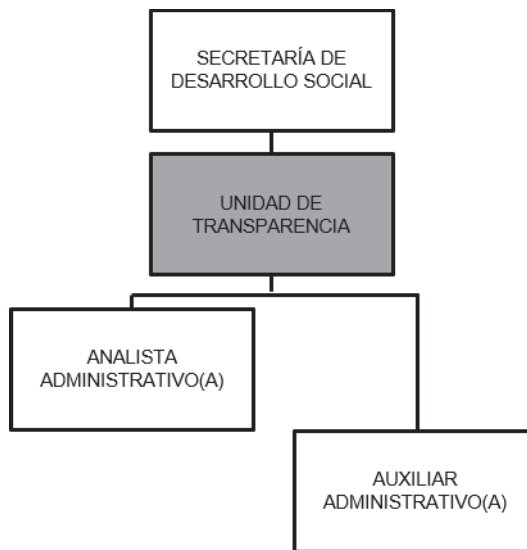 SECRETARÍA DE
DESARROLLO SOCIAL
UNIDAD DE
TRANSPARENCIA
ANALISTA
ADMINISTRATIVO(A)
AUXILIAR
ADMINISTRATIVO(A)